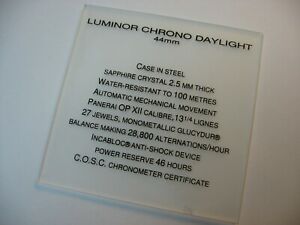 LUMINOR CHRONO DAYLIGHT
44mm
CASE IN STEEL
SAPPHIRE CRYSTAL 2.5 MM THICK
WATER-RESISTANT TO 100 METRES
AUTOMATIC MECHANICAL MOVEMENT
PANERAI OP XII CALIBRE, 13¹/⁴ LIGNES
27 JEWELS, MONOMETALLIC GLUCYDUR® 
BALANCE MAKING 28,800 ALTERNATIONS/HOUR
INCABLOC® ANTI-SHOCK DEVICE
POWER RESERVE 46 HOURS
C.O.S.C. CHRONOMETER CERTIFICATE